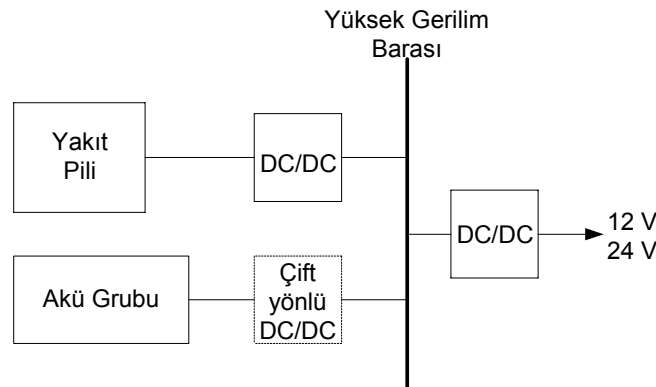 Yüksek Gerilim
Barası
Yakıt
Pili
DC/DC
DC/DC
12 V
24 V
Akü Grubu
Çift
yönlü
DC/DC